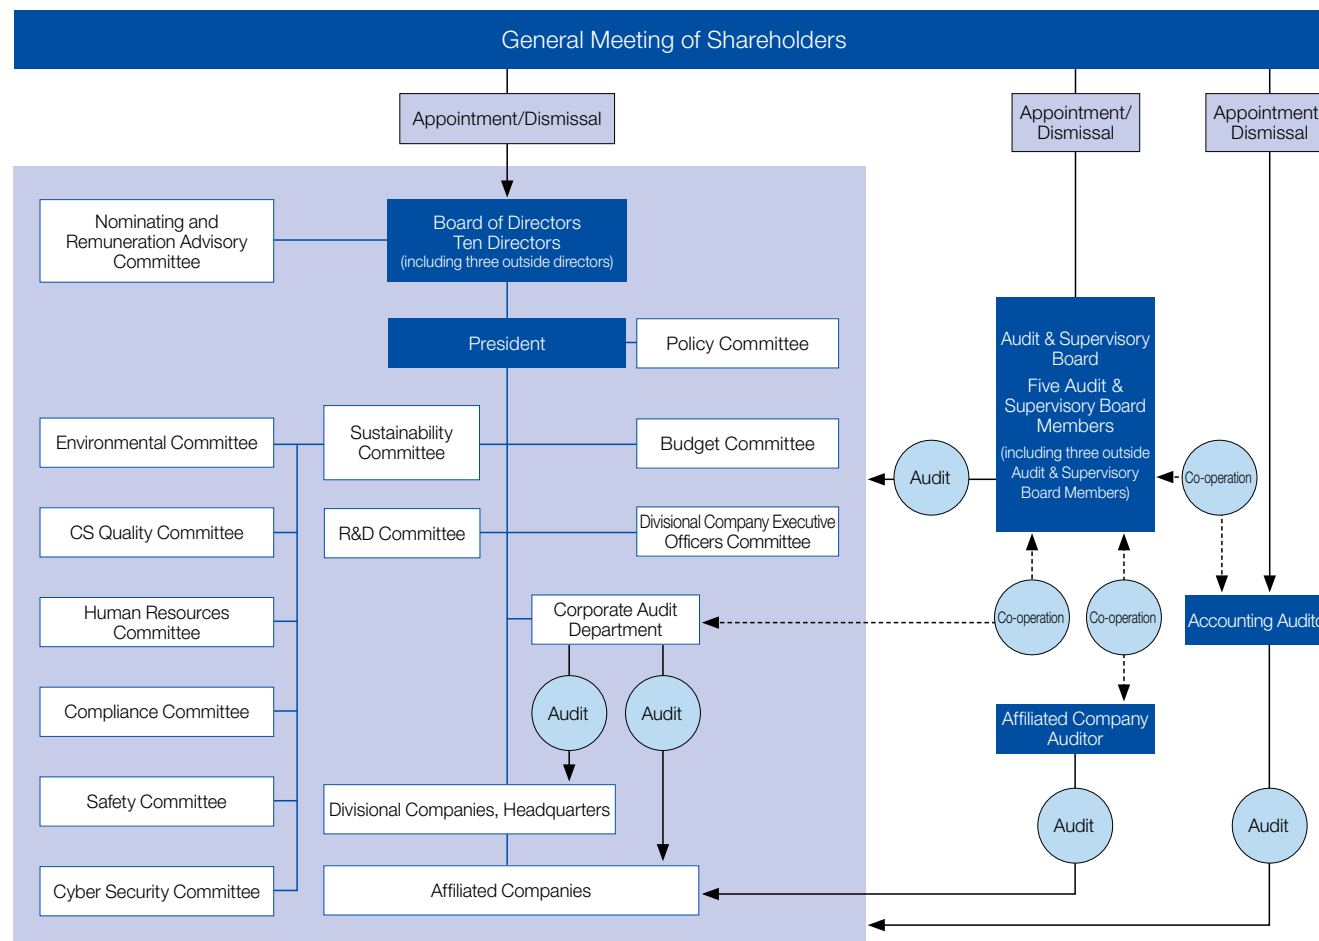 General Meeting of Shareholders
Appointment/Dismissal
Appointment/
Dismissal
Appointment
Dismissal
Nominating and
Remuneration Advisory
Committee
Board of Directors
Ten Directors
(including three outside directors)
President
Policy Committee
Audit & Supervisory
Board
Five Audit &
Supervisory Board
Members
(including three outside
Audit & Supervisory
Board Members)
Environmental Committee
Sustainability
Committee
Budget Committee
Audit
Co-operation
CS Quality Committee
R&D Committee
Divisional Company Executive
Officers Committee
Human Resources
Committee
Corporate Audit
Department
Co-operation
Co-operation
Accounting Audito
Compliance Committee
Audit
Audit
Affiliated Company
Auditor
Safety Committee
Divisional Companies, Headquarters
Audit
Audit
Cyber Security Committee
Affiliated Companies